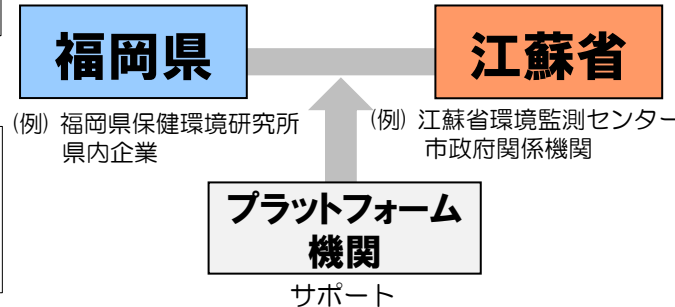 福岡県
江蘇省
(例) 福岡県保健環境研究所
県内企業
(例) 江蘇省環境監測センター
市政府関係機関
プラットフォーム
機関
サポート